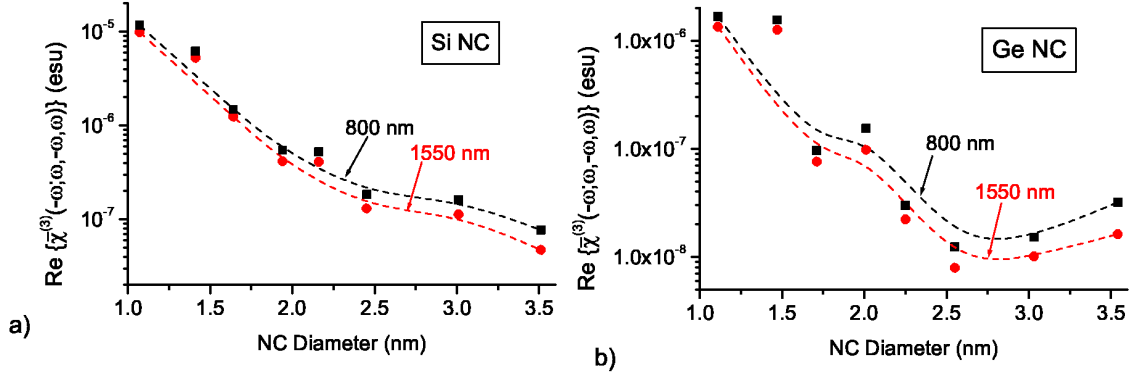 Re {χ̅⁽³⁾(-ω;ω,-ω,ω)} (esu)
10⁻⁵
10⁻⁶
10⁻⁷
Si NC
800 nm
1550 nm
1.0 1.5 2.0 2.5 3.0 3.5
NC Diameter (nm)
a)
Re {χ̅⁽³⁾(-ω;ω,-ω,ω)} (esu)
1.0x10⁻⁶
1.0x10⁻⁷
1.0x10⁻⁸
Ge NC
800 nm
1550 nm
1.0 1.5 2.0 2.5 3.0 3.5
NC Diameter (nm)
b)